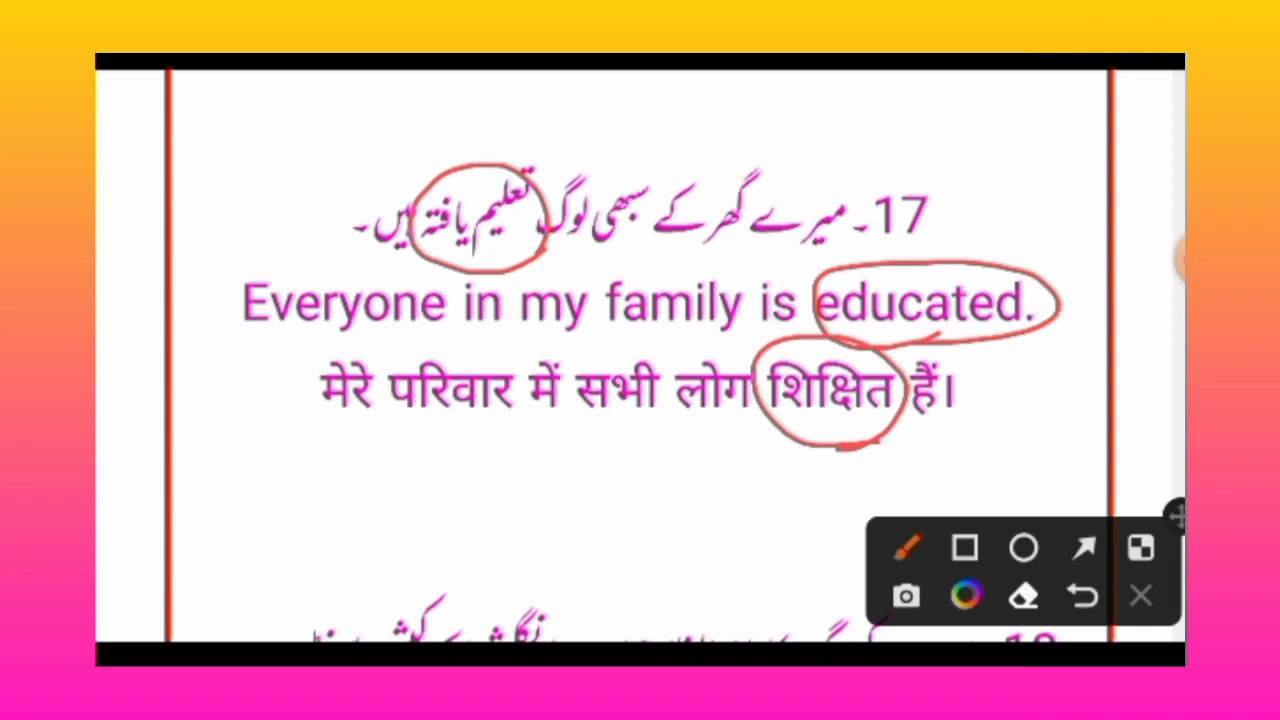 17۔ میرے گھر کے سبھی لوگ تعلیم یافتہ ہیں۔
Everyone in my family is educated.
मेरे परिवार में सभी लोग शिक्षित हैं।